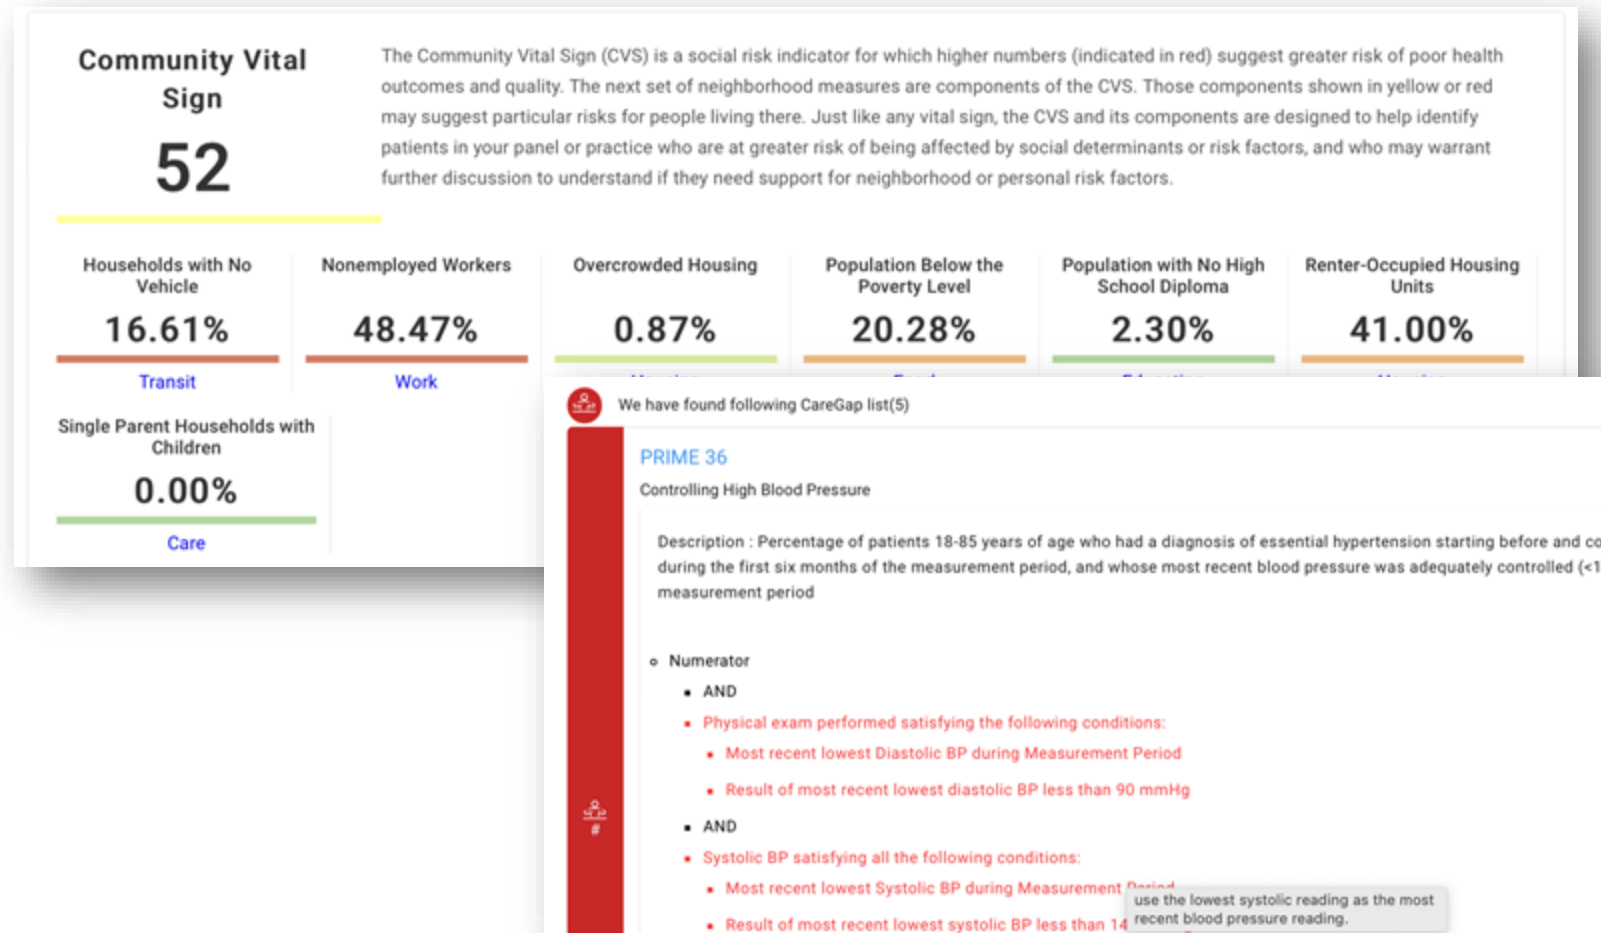 Community Vital
Sign
52
The Community Vital Sign (CVS) is a social risk indicator for which higher numbers (indicated in red) suggest greater risk of poor health
outcomes and quality. The next set of neighborhood measures are components of the CVS. Those components shown in yellow or red
may suggest particular risks for people living there. Just like any vital sign, the CVS and its components are designed to help identify
patients in your panel or practice who are at greater risk of being affected by social determinants or risk factors, and who may warrant
further discussion to understand if they need support for neighborhood or personal risk factors.
Households with No
Vehicle
16.61%
Transit
Nonemployed Workers
48.47%
Work
Overcrowded Housing
0.87%
Population Below the
Poverty Level
20.28%
Population with No High
School Diploma
2.30%
Renter-Occupied Housing
Units
41.00%
Single Parent Households with
Children
0.00%
Care
We have found following CareGap list(5)
PRIME 36
Controlling High Blood Pressure
Description : Percentage of patients 18-85 years of age who had a diagnosis of essential hypertension starting before and co
during the first six months of the measurement period, and whose most recent blood pressure was adequately controlled (<1
measurement period
Numerator
AND
Physical exam performed satisfying the following conditions:
Most recent lowest Diastolic BP during Measurement Period
Result of most recent lowest diastolic BP less than 90 mmHg
AND
#
Systolic BP satisfying all the following conditions:
Most recent lowest Systolic BP during Measurement Period
Result of most recent lowest systolic BP less than 14
use the lowest systolic reading as the most
recent blood pressure reading.